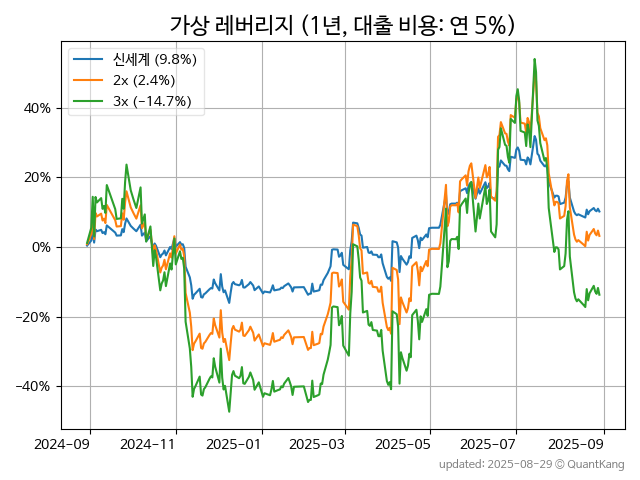 가상 레버리지 (1년, 대출 비용: 연 5%)
신세계 (9.8%)
2x (2.4%)
3x (−14.7%)
40%
20%
0%
−20%
−40%
2024-09 2024-11 2025-01 2025-03 2025-05 2025-07 2025-09
updated: 2025-08-29 © QuantKang